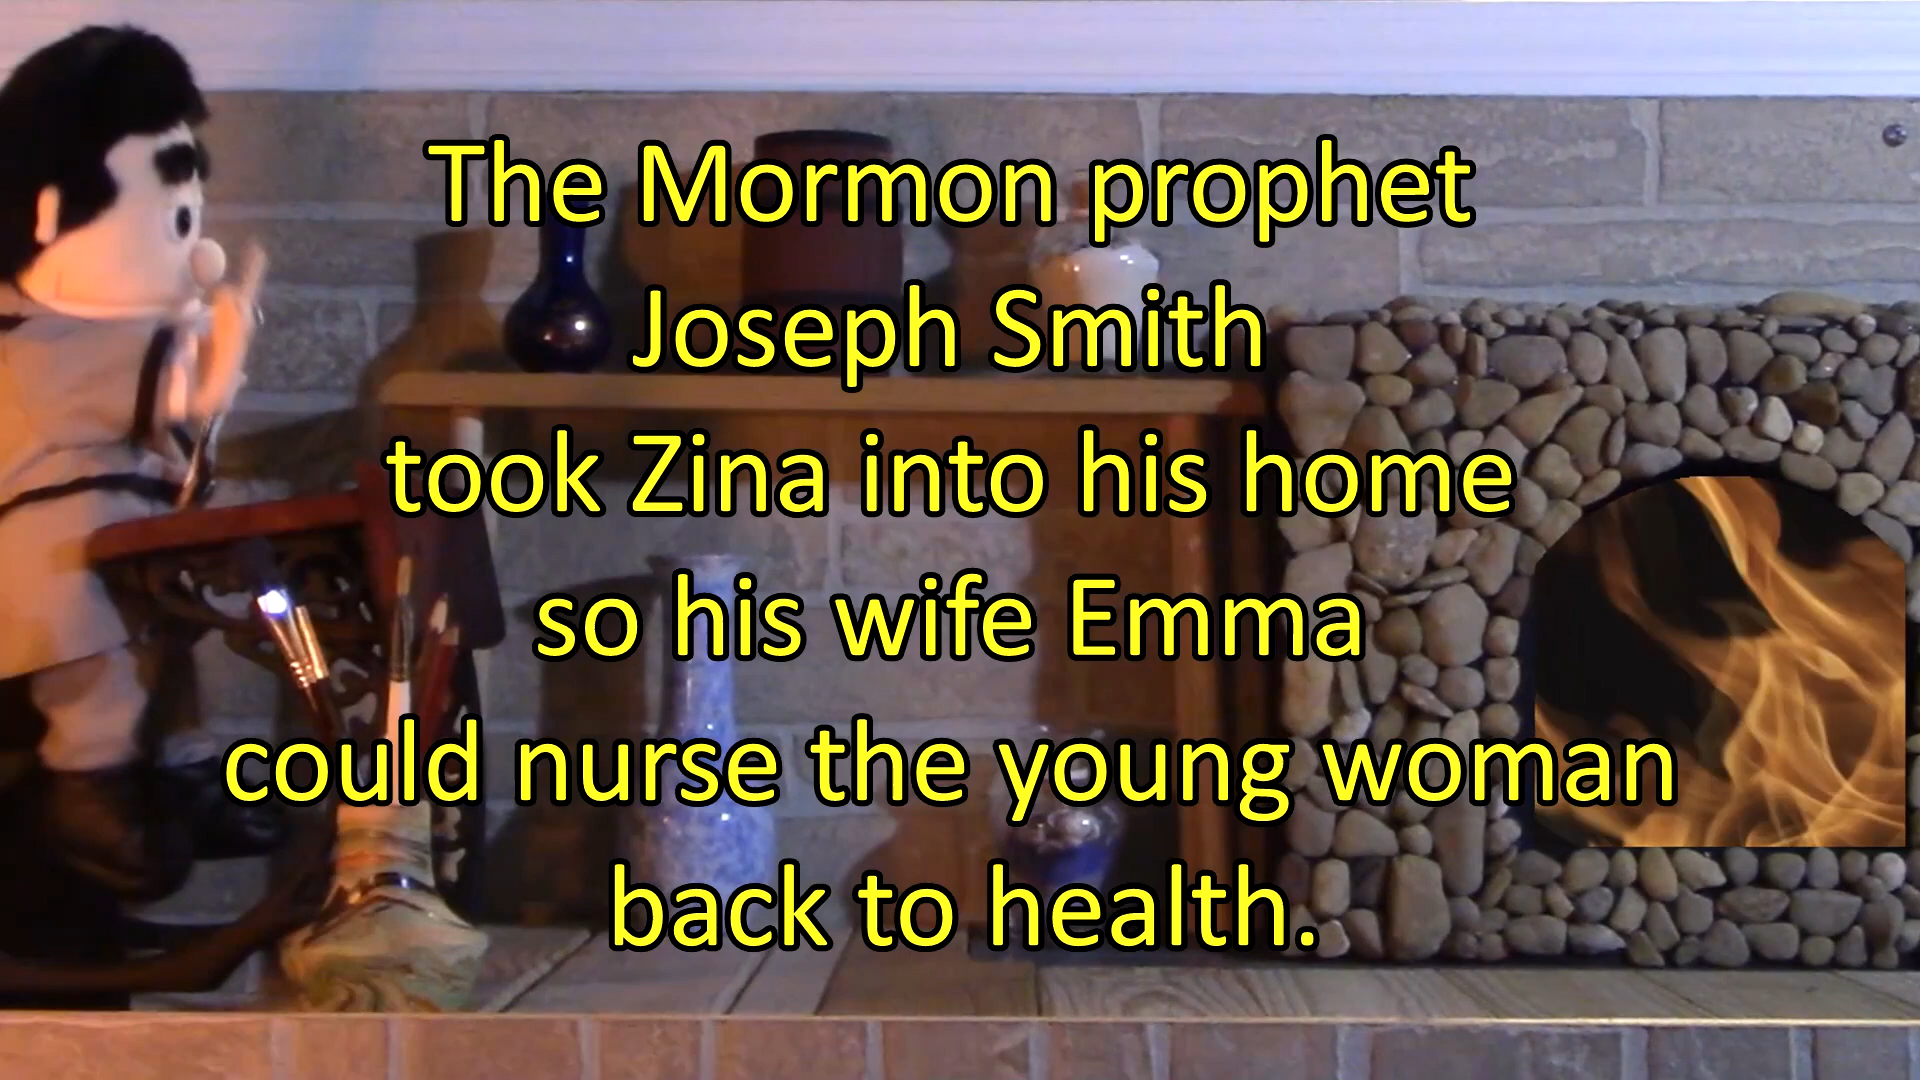 The Mormon prophet
Joseph Smith
took Zina into his home
so his wife Emma
could nurse the young woman
back to health.